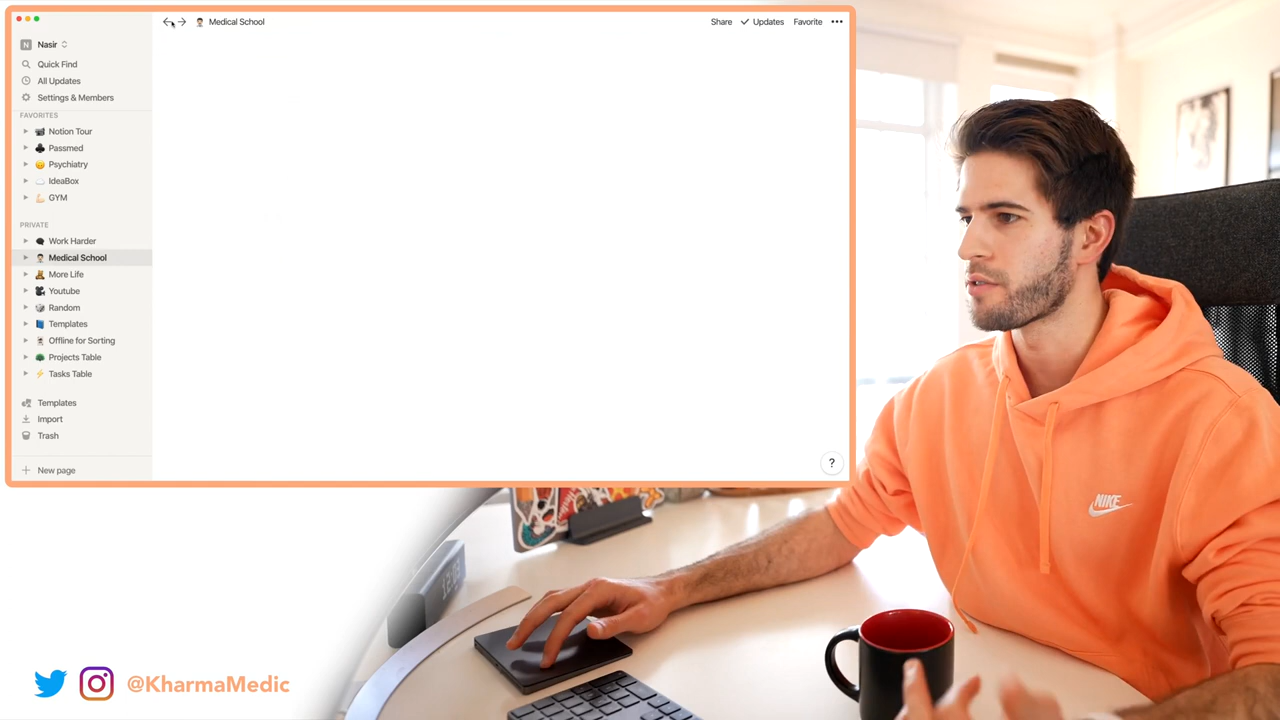 Medical School
Share
Updates
Favorite
N
Nasir
Quick Find
All Updates
Settings & Members
FAVORITES
Notion Tour
Passmed
Psychiatry
IdeaBox
GYM
PRIVATE
Work Harder
Medical School
More Life
Youtube
Random
Templates
Offline for Sorting
Projects Table
Tasks Table
Templates
Import
Trash
New page
?
NIKE
@KharmaMedic